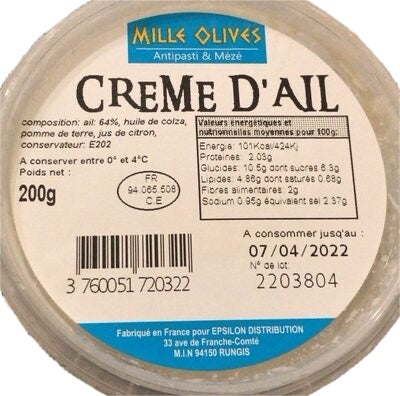 MILLE OLIVES
Antipasti & Mézé
CREME D'AIL
composition: ail: 64%, huile de colza,
pomme de terre, jus de citron,
conservateur: E202
A conserver entre 0° et 4°C
Poids net :
200g
FR
94.065.508
C.E
Valeurs énergétiques et
nutritionnelles moyennes pour 100g:
Energie: 101Kcal/424Kj
Proteines: 2.03g
Glucides: 10.5g dont sucres 6.3g
Lipides: 4.86g dont saturés 0.68g
Fibres alimentaires: 2g
Sodium 0.95g équivalent sel 2.37g
A consommer jusqu'au :
07/04/2022
N° de lot:
2203804
3 760051 720322
Fabriqué en France pour EPSILON DISTRIBUTION
33 ave de Franche-Comté
M.I.N 94150 RUNGIS